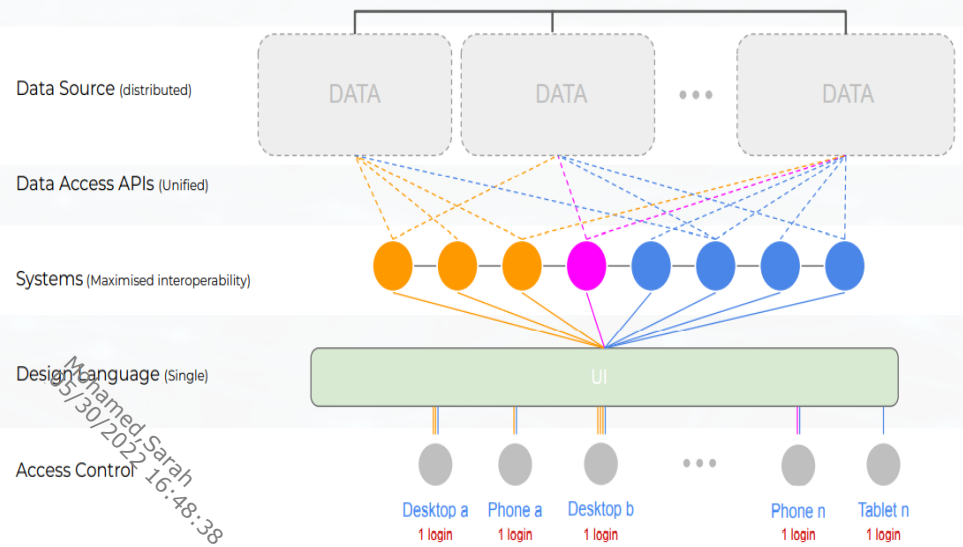 Data Source (distributed)
DATA
DATA
•••
DATA
Data Access APIs (Unified)
Systems (Maximised interoperability)
Design Language (Single)
UI
Access Control
•••
Desktop a
Phone a
Desktop b
Phone n
Tablet n
1 login
1 login
1 login
1 login
1 login
Mohamed,Sarah
05/30/2022 16:48:38